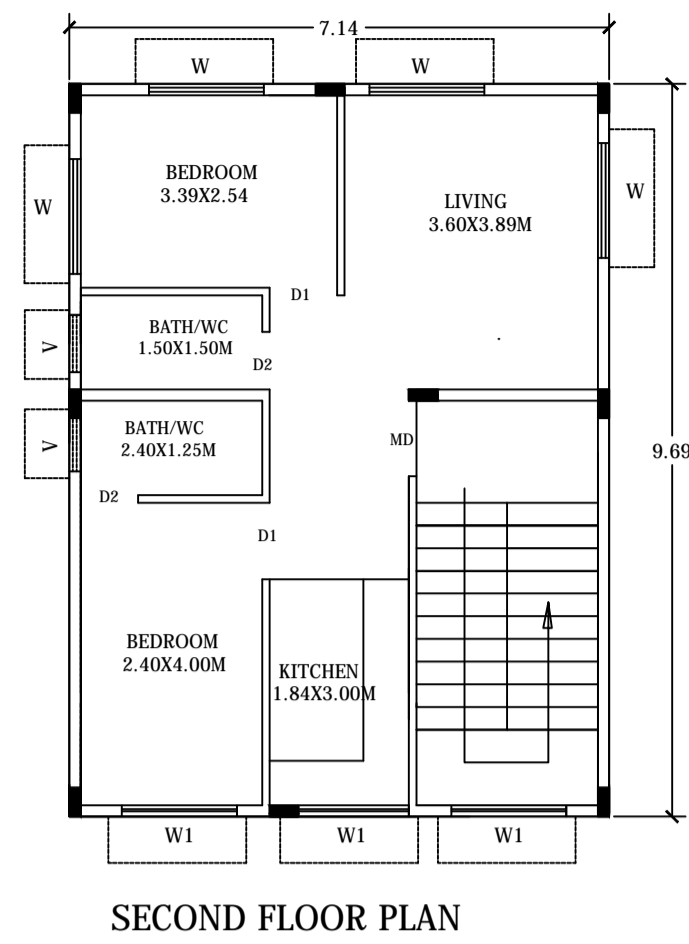 7.14
W
W
BEDROOM
3.39X2.54
LIVING
3.60X3.89M
W
W
D1
BATH/WC
1.50X1.50M
V
D2
BATH/WC
2.40X1.25M
V
MD
9.69
D2
D1
BEDROOM
2.40X4.00M
KITCHEN
1.84X3.00M
W1
W1
W1
SECOND FLOOR PLAN